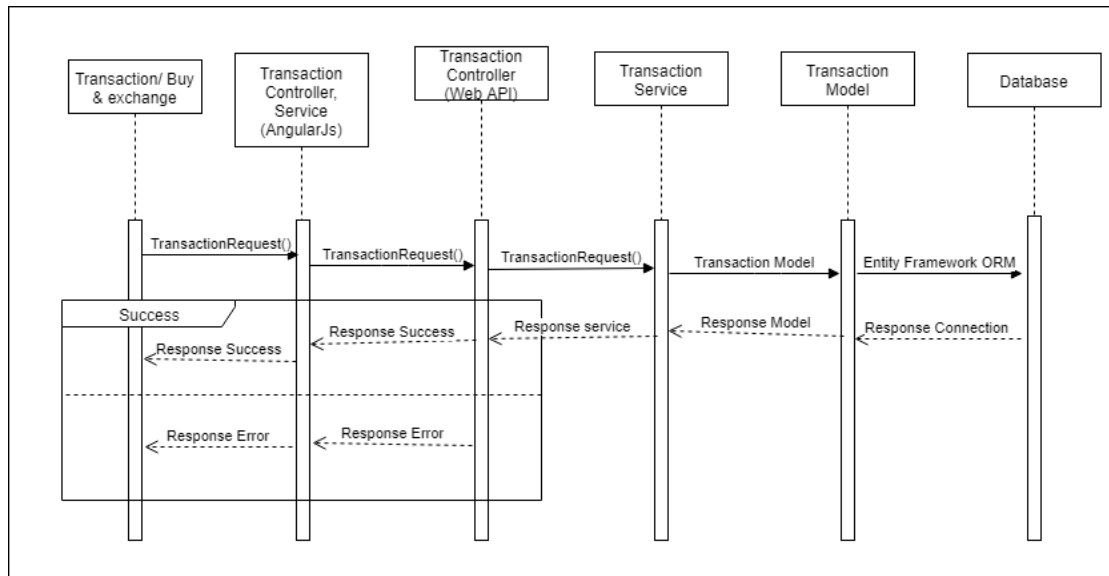 Transaction/ Buy
& exchange
Transaction
Controller,
Service
(AngularJs)
Transaction
Controller
(Web API)
Transaction
Service
Transaction
Model
Database
TransactionRequest()
TransactionRequest()
TransactionRequest()
Transaction Model
Entity Framework ORM
Success
Response Success
Response Success
Response service
Response Model
Response Connection
Response Error
Response Error